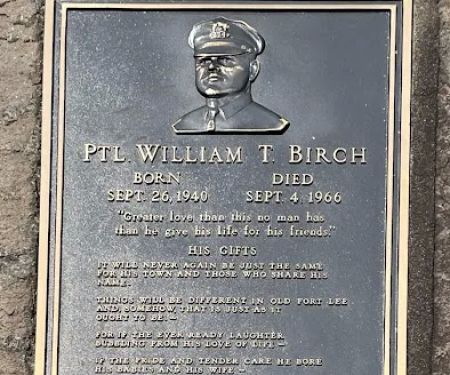 PTL. WILLIAM T. BIRCH
BORN DIED
SEPT. 26, 1940 SEPT. 4, 1966
"Greater love than this no man has
than he give his life for his friends."
HIS GIFTS
IT WILL NEVER AGAIN BE JUST THE SAME
FOR HIS TOWN AND THOSE WHO SHARE HIS
NAME.
THINGS WILL BE DIFFERENT IN OLD FORT LEE
AND, SOMEHOW, THAT IS JUST AS IT
OUGHT TO BE. —
FOR IF THE EVER READY LAUGHTER
BUBBLING FROM HIS LOVE OF LIFE —
IF THE PRIDE AND TENDER CARE HE BORE
HIS BABIES AND HIS WIFE —